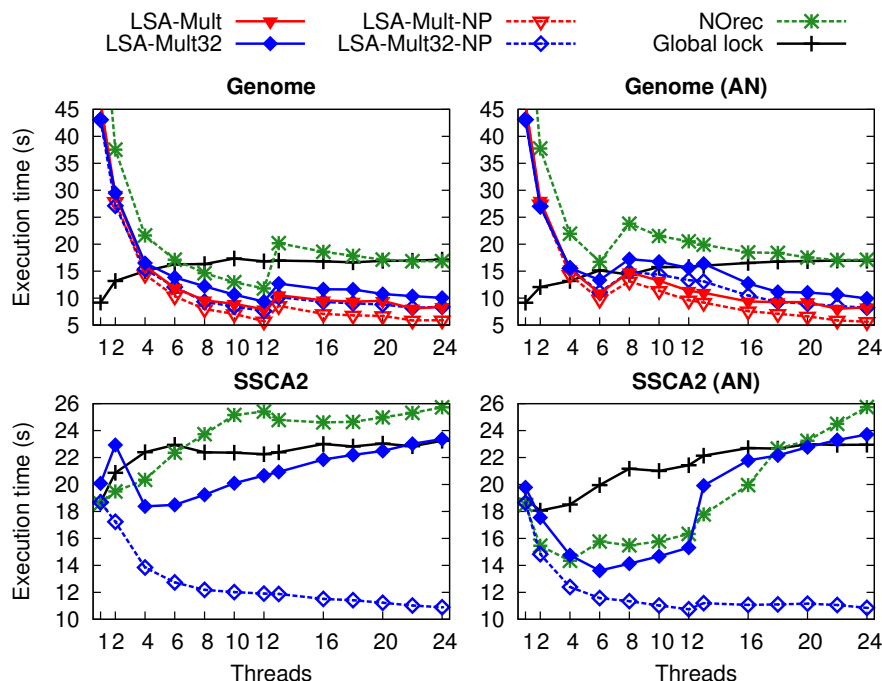 LSA-Mult LSA-Mult-NP NOrec
LSA-Mult32 LSA-Mult32-NP Global lock
Genome Genome (AN)
Execution time (s)
45 45
40 40
35 35
30 30
25 25
20 20
15 15
10 10
5 5
1 2 4 6 8 10 12 16 20 24 1 2 4 6 8 10 12 16 20 24
SSCA2 SSCA2 (AN)
Execution time (s)
26 26
24 24
22 22
20 20
18 18
16 16
14 14
12 12
10 10
1 2 4 6 8 10 12 16 20 24 1 2 4 6 8 10 12 16 20 24
Threads Threads